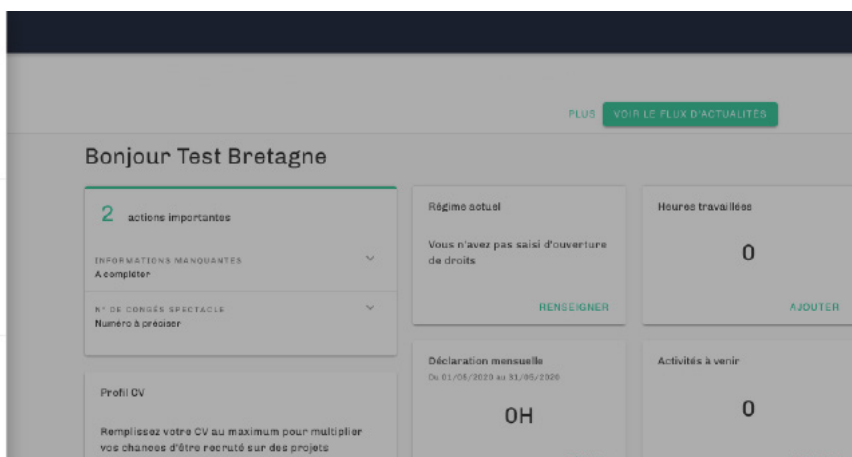 PLUS
VOIR LE FLUX D'ACTUALITÉS
Bonjour Test Bretagne
2 actions importantes
INFORMATIONS MANQUANTES
A compléter
N° DE CONGÉS SPECTACLE
Numéro à préciser
Profil CV
Remplissez votre CV au maximum pour multiplier
vos chances d'être recruté sur des projets
Régime actuel
Vous n'avez pas saisi d'ouverture
de droits
RENSEIGNER
Heures travaillées
0
AJOUTER
Déclaration mensuelle
Du 01/05/2020 au 31/05/2020
0H
Activités à venir
0